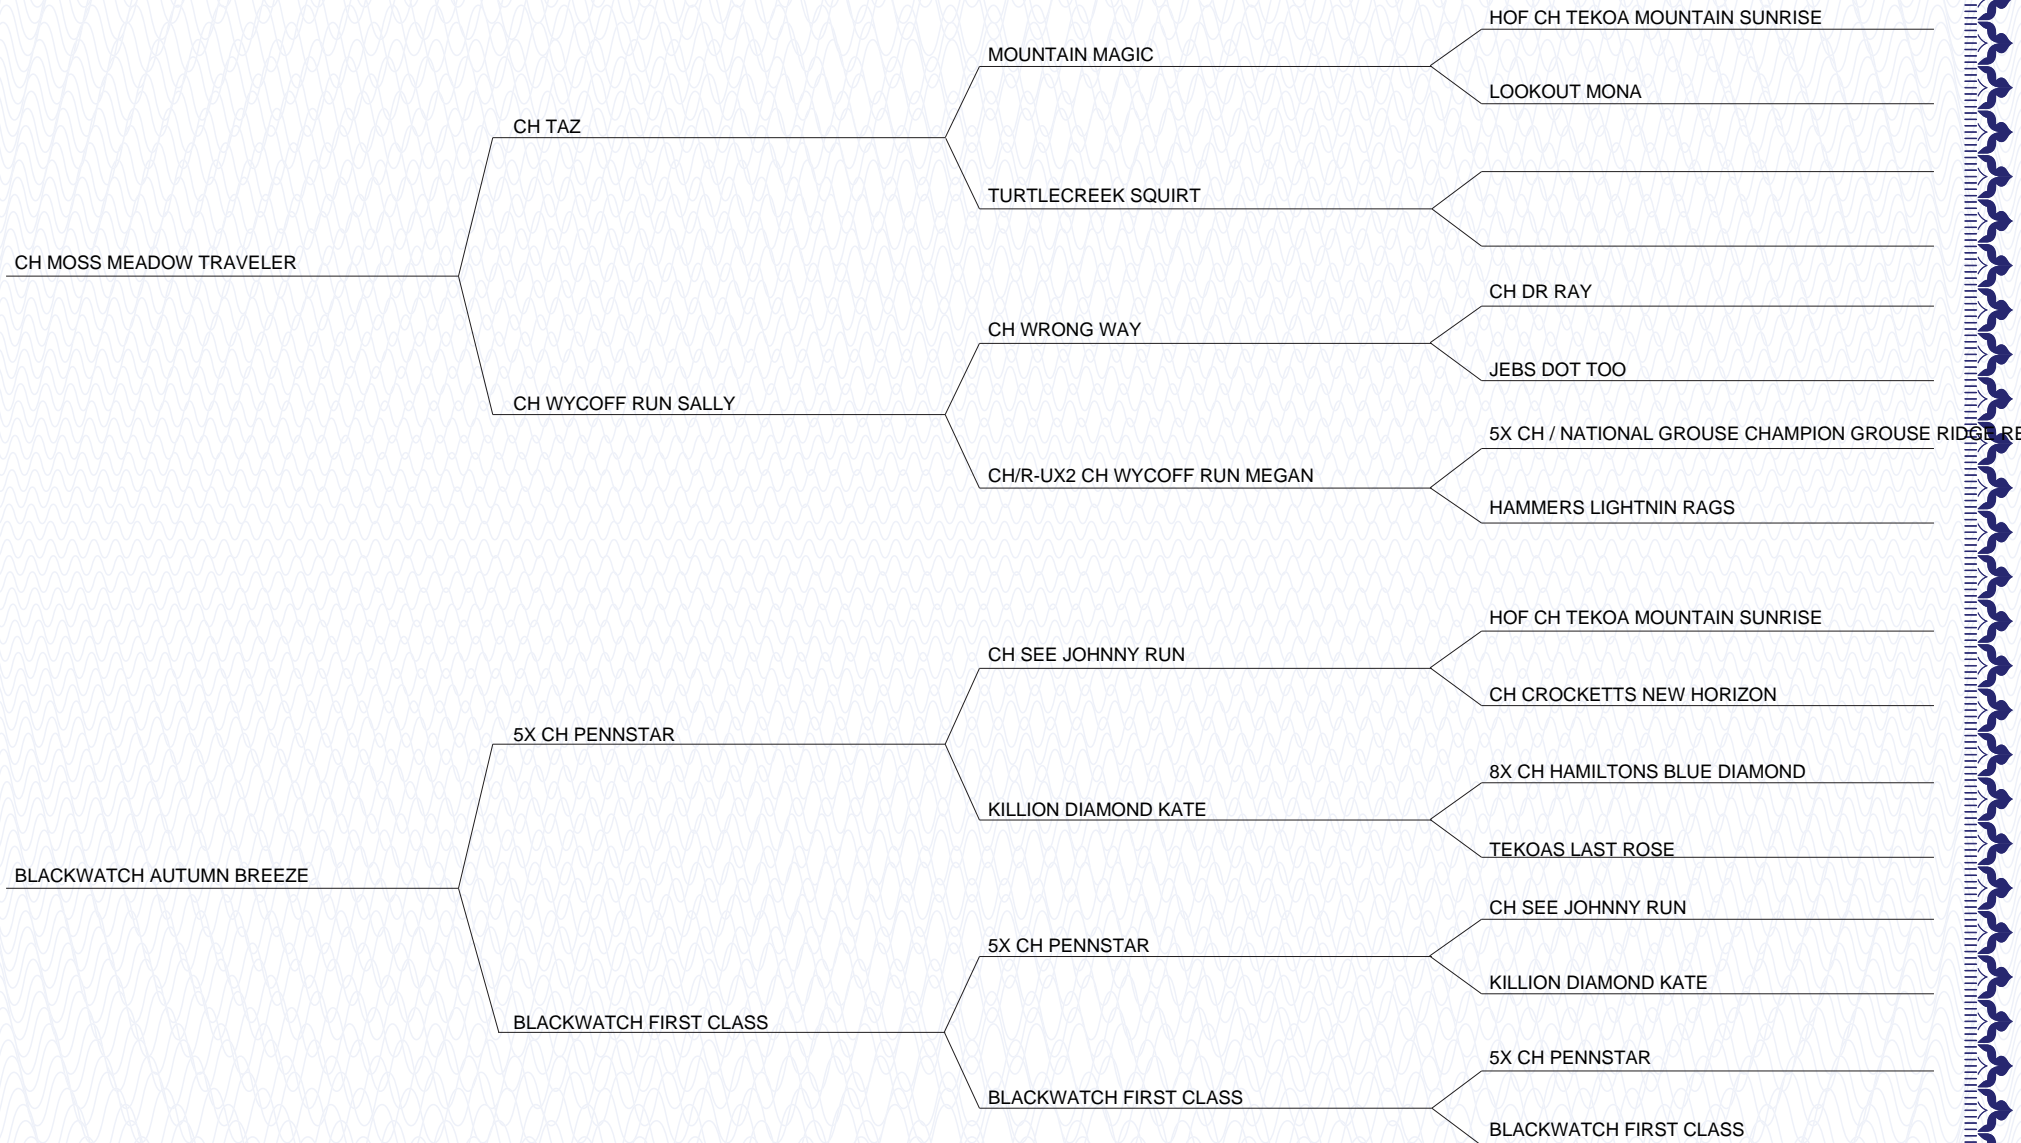 HOF CH TEKOA MOUNTAIN SUNRISE
MOUNTAIN MAGIC
LOOKOUT MONA
CH TAZ
TURTLECREEK SQUIRT
CH MOSS MEADOW TRAVELER
CH DR RAY
CH WRONG WAY
JEBS DOT TOO
CH WYCOFF RUN SALLY
5X CH / NATIONAL GROUSE CHAMPION GROUSE RIDGE RE
CH/R-UX2 CH WYCOFF RUN MEGAN
HAMMERS LIGHTNIN RAGS
HOF CH TEKOA MOUNTAIN SUNRISE
CH SEE JOHNNY RUN
CH CROCKETTS NEW HORIZON
5X CH PENNSTAR
8X CH HAMILTONS BLUE DIAMOND
KILLION DIAMOND KATE
TEKOAS LAST ROSE
BLACKWATCH AUTUMN BREEZE
CH SEE JOHNNY RUN
5X CH PENNSTAR
KILLION DIAMOND KATE
BLACKWATCH FIRST CLASS
5X CH PENNSTAR
BLACKWATCH FIRST CLASS
BLACKWATCH FIRST CLASS